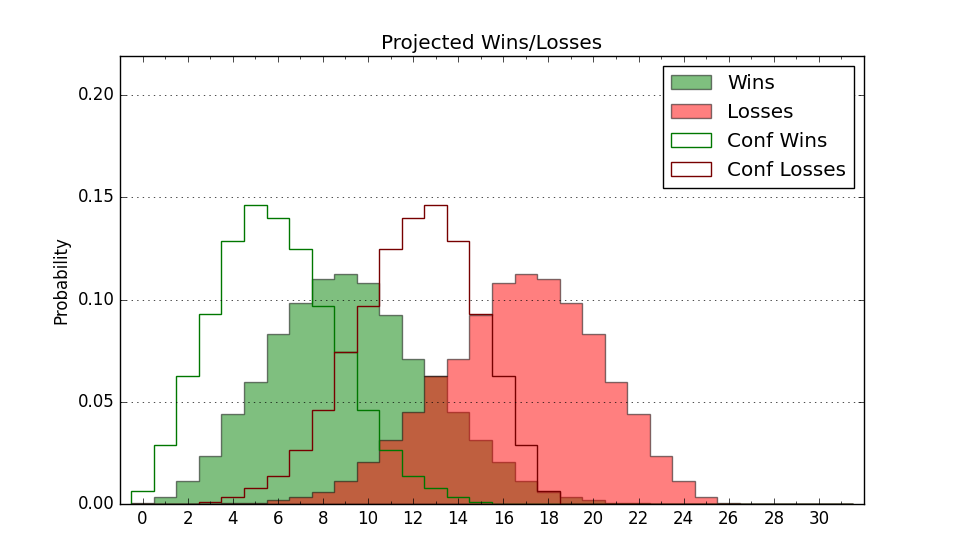 Projected Wins/Losses
Wins
Losses
Conf Wins
Conf Losses
Probability
0.20
0.15
0.10
0.05
0.00
0 2 4 6 8 10 12 14 16 18 20 22 24 26 28 30